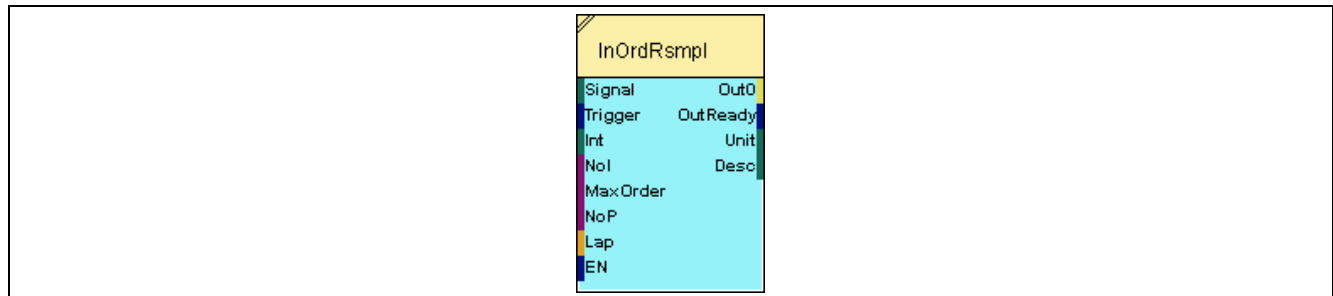 InOrdRsmpl
Signal Out0
Trigger OutReady
Int Unit
NoI Desc
MaxOrder
NoP
Lap
EN